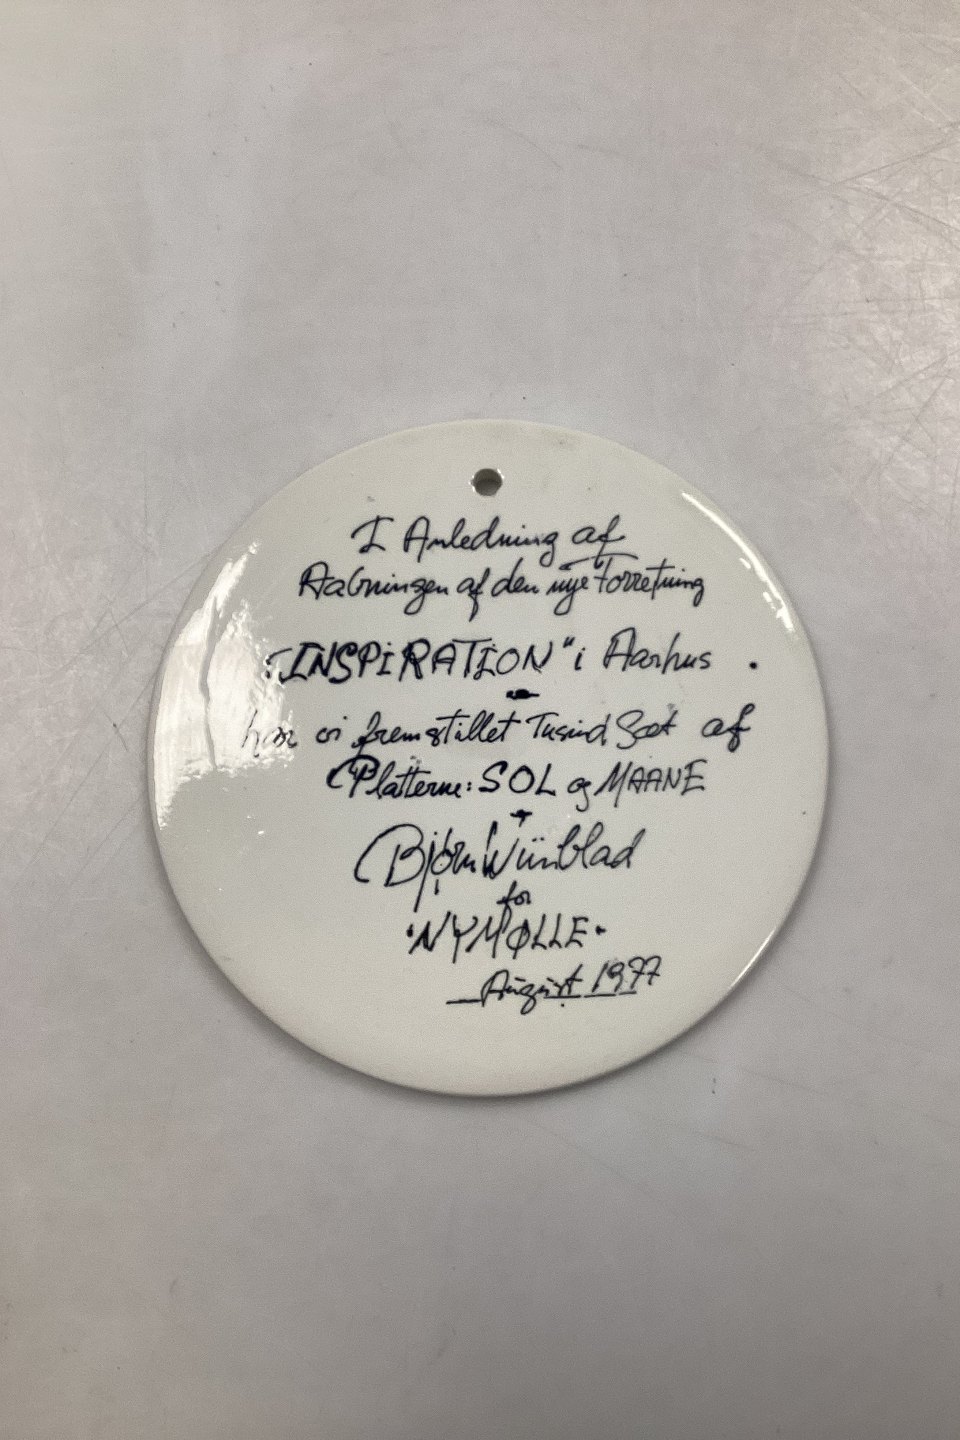 I Anledning af
Aabningen af den nye Forretning
"INSPIRATION" i Aarhus .
har vi fremstillet Tusind Sæt af
Platterne: SOL og MAANE
Bjørn Wiinblad
for
·NYMØLLE·
August 1977